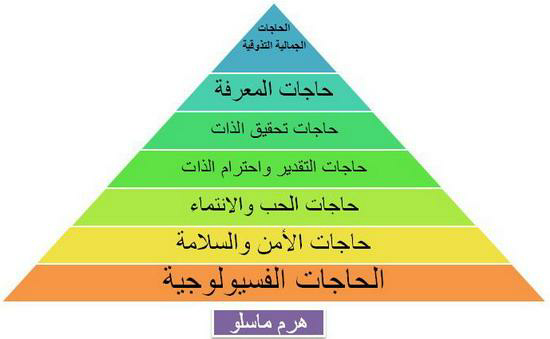 الحاجات
الجمالية التذوقية
حاجات المعرفة
حاجات تحقيق الذات
حاجات التقدير واحترام الذات
حاجات الحب والانتماء
حاجات الأمن والسلامة
الحاجات الفسيولوجية
هرم ماسلو